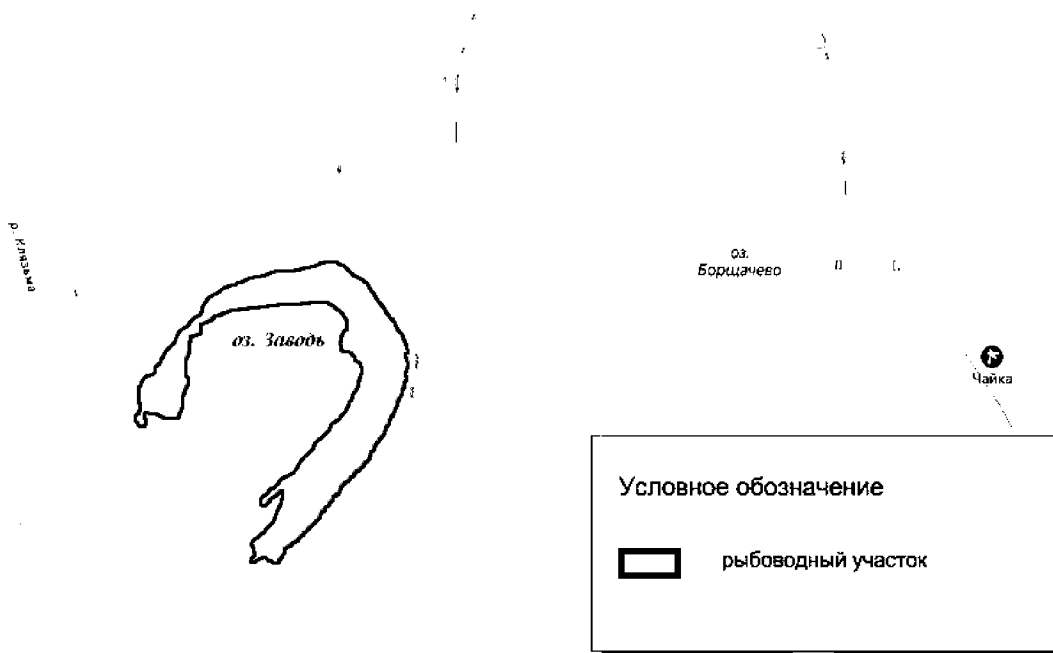 р. Клязьма
оз.
Борщачево
оз. Заводь
Чайка
Условное обозначение
рыбоводный участок